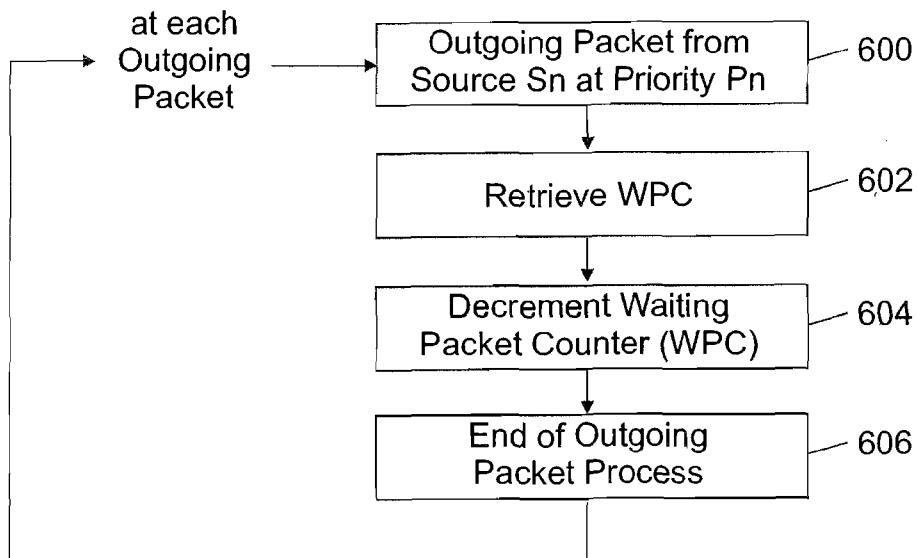 at each
Outgoing
Packet
Outgoing Packet from
Source Sn at Priority Pn
600
Retrieve WPC
602
Decrement Waiting
Packet Counter (WPC)
604
End of Outgoing
Packet Process
606